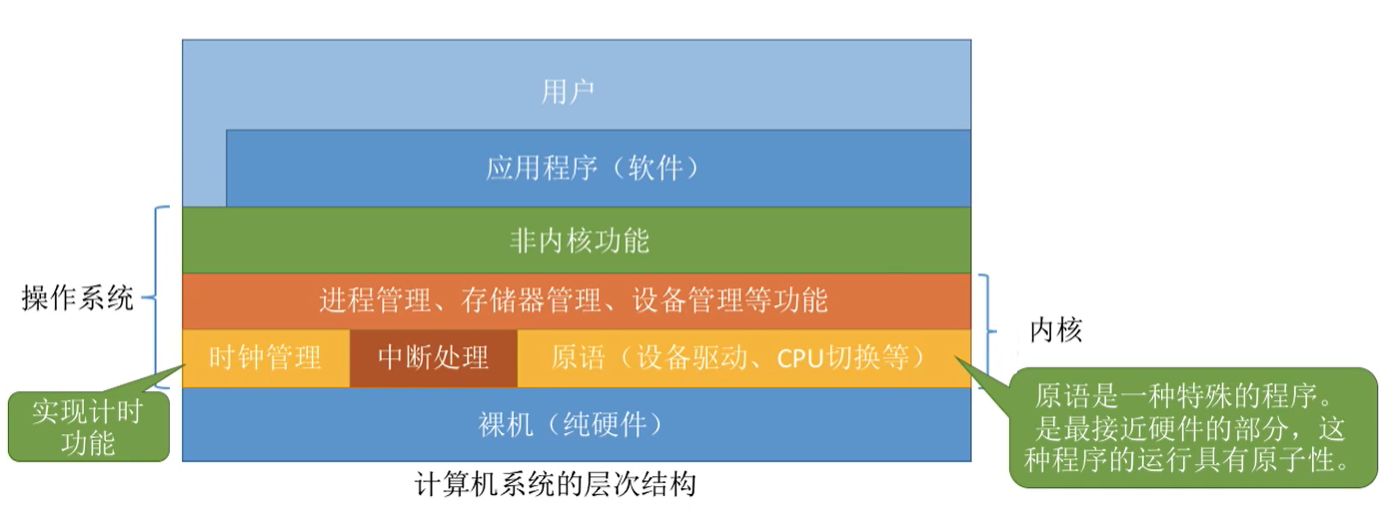 用户
应用程序（软件）
非内核功能
操作系统
进程管理、存储器管理、设备管理等功能
内核
时钟管理
中断处理
原语（设备驱动、CPU切换等）
实现计时
功能
裸机（纯硬件）
原语是一种特殊的程序。
是最接近硬件的部分，这
种程序的运行具有原子性。
计算机系统的层次结构